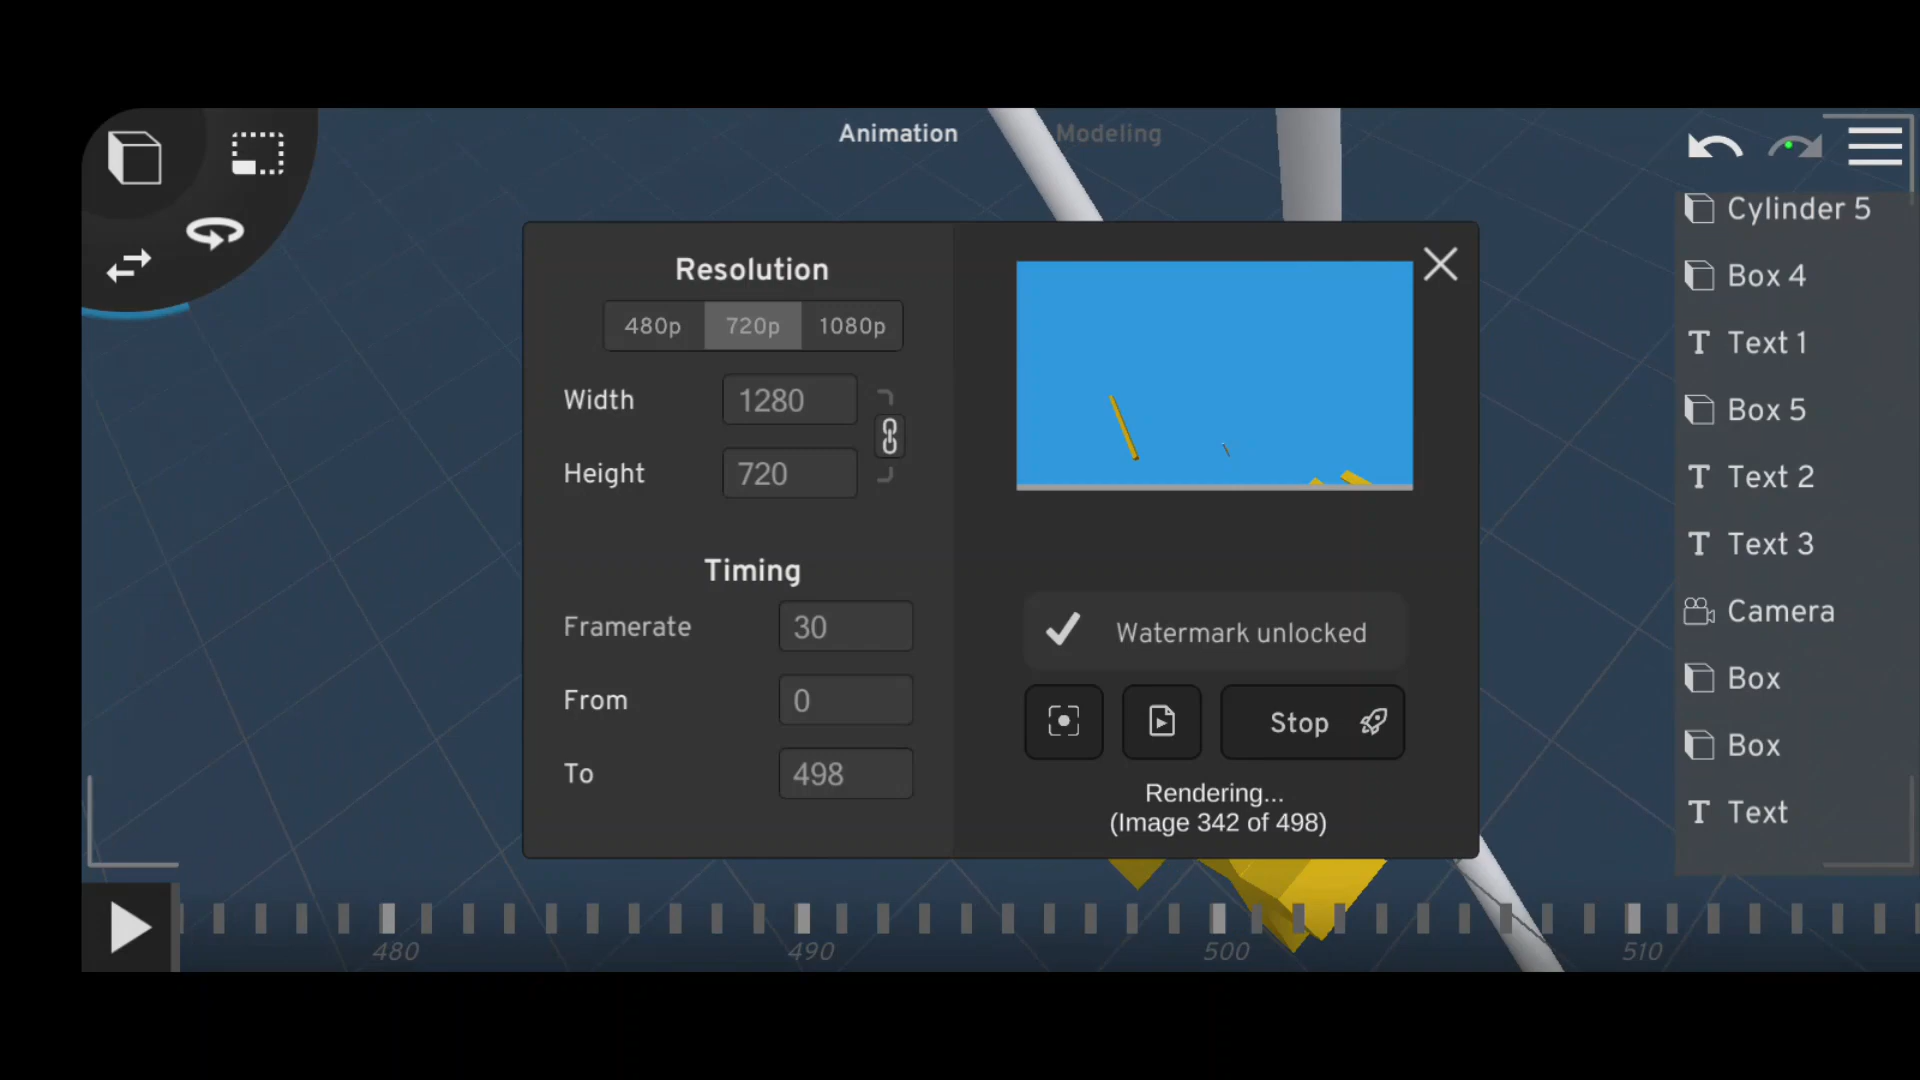 Animation
Modeling
Resolution
480p
720p
1080p
Width
1280
Height
720
Timing
Framerate
30
From
0
To
498
Watermark unlocked
Stop
Rendering...
(Image 342 of 498)
Cylinder 5
Box 4
T Text 1
Box 5
T Text 2
T Text 3
Camera
Box
Box
T Text
480
490
500
510